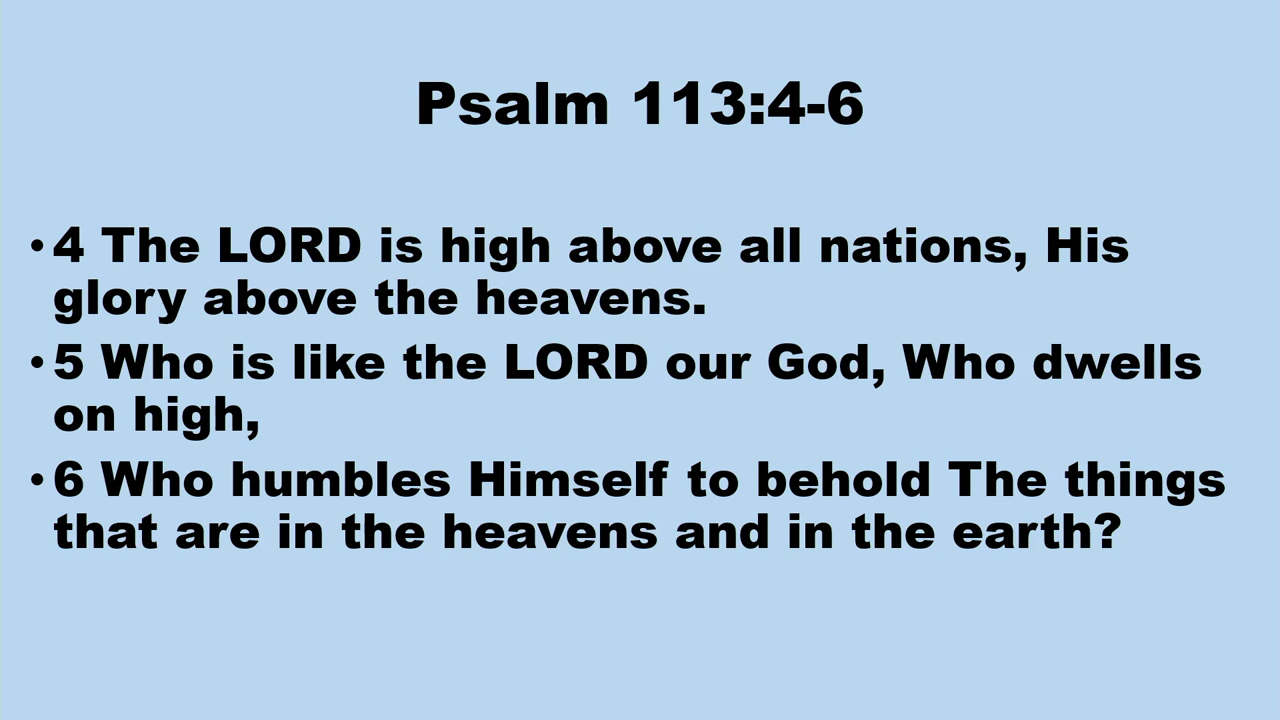 Psalm 113:4-6
• 4 The LORD is high above all nations, His
glory above the heavens.
• 5 Who is like the LORD our God, Who dwells
on high,
• 6 Who humbles Himself to behold The things
that are in the heavens and in the earth?